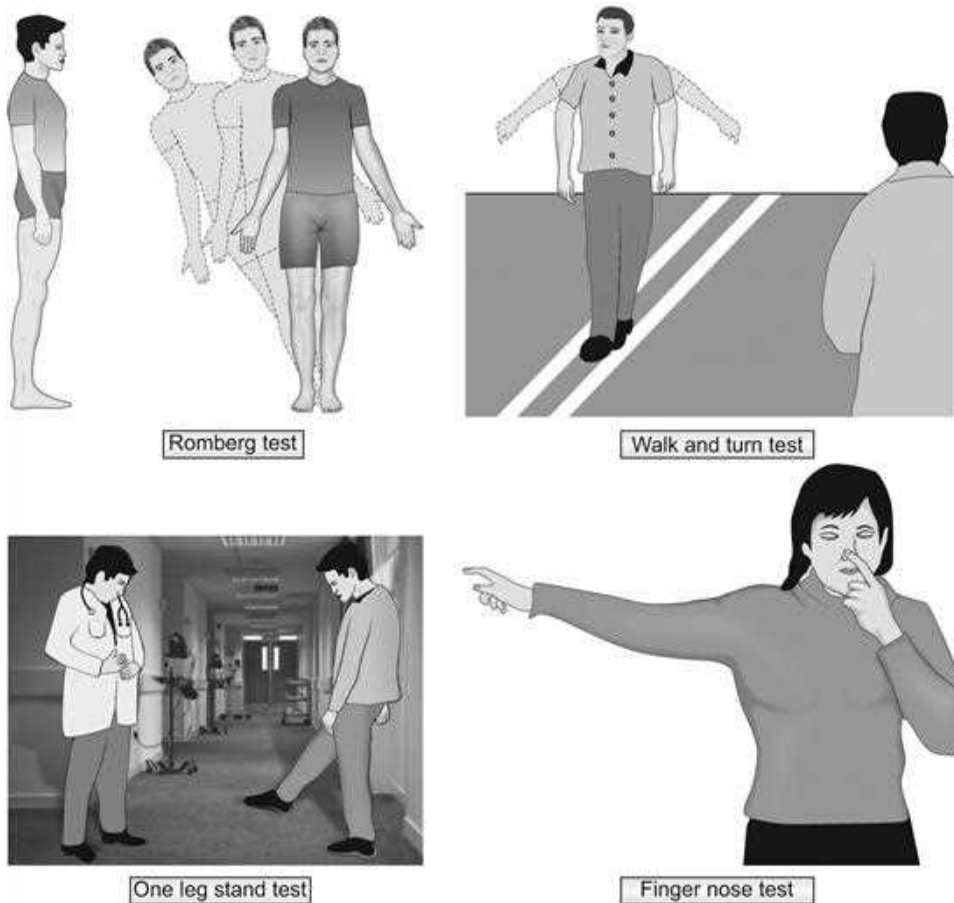 Romberg test
Walk and turn test
One leg stand test
Finger nose test